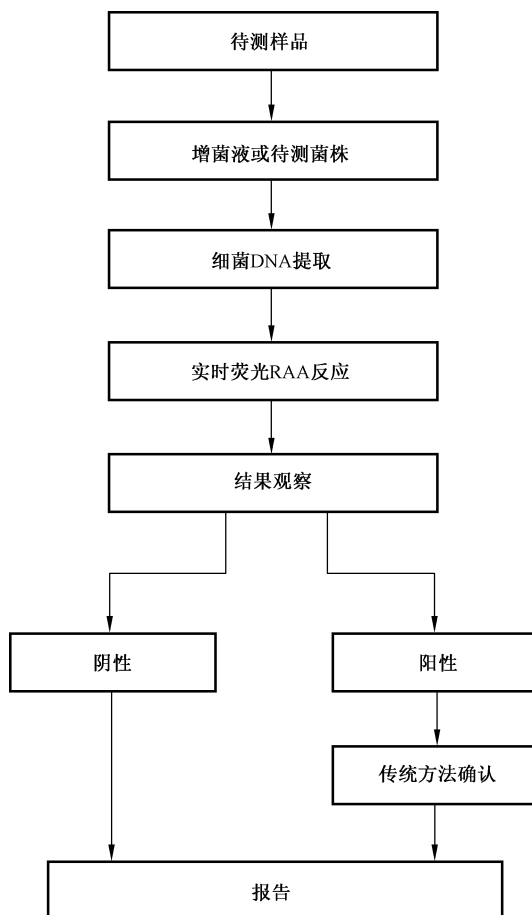 待测样品
增菌液或待测菌株
细菌DNA提取
实时荧光RAA反应
结果观察
阴性
阳性
传统方法确认
报告